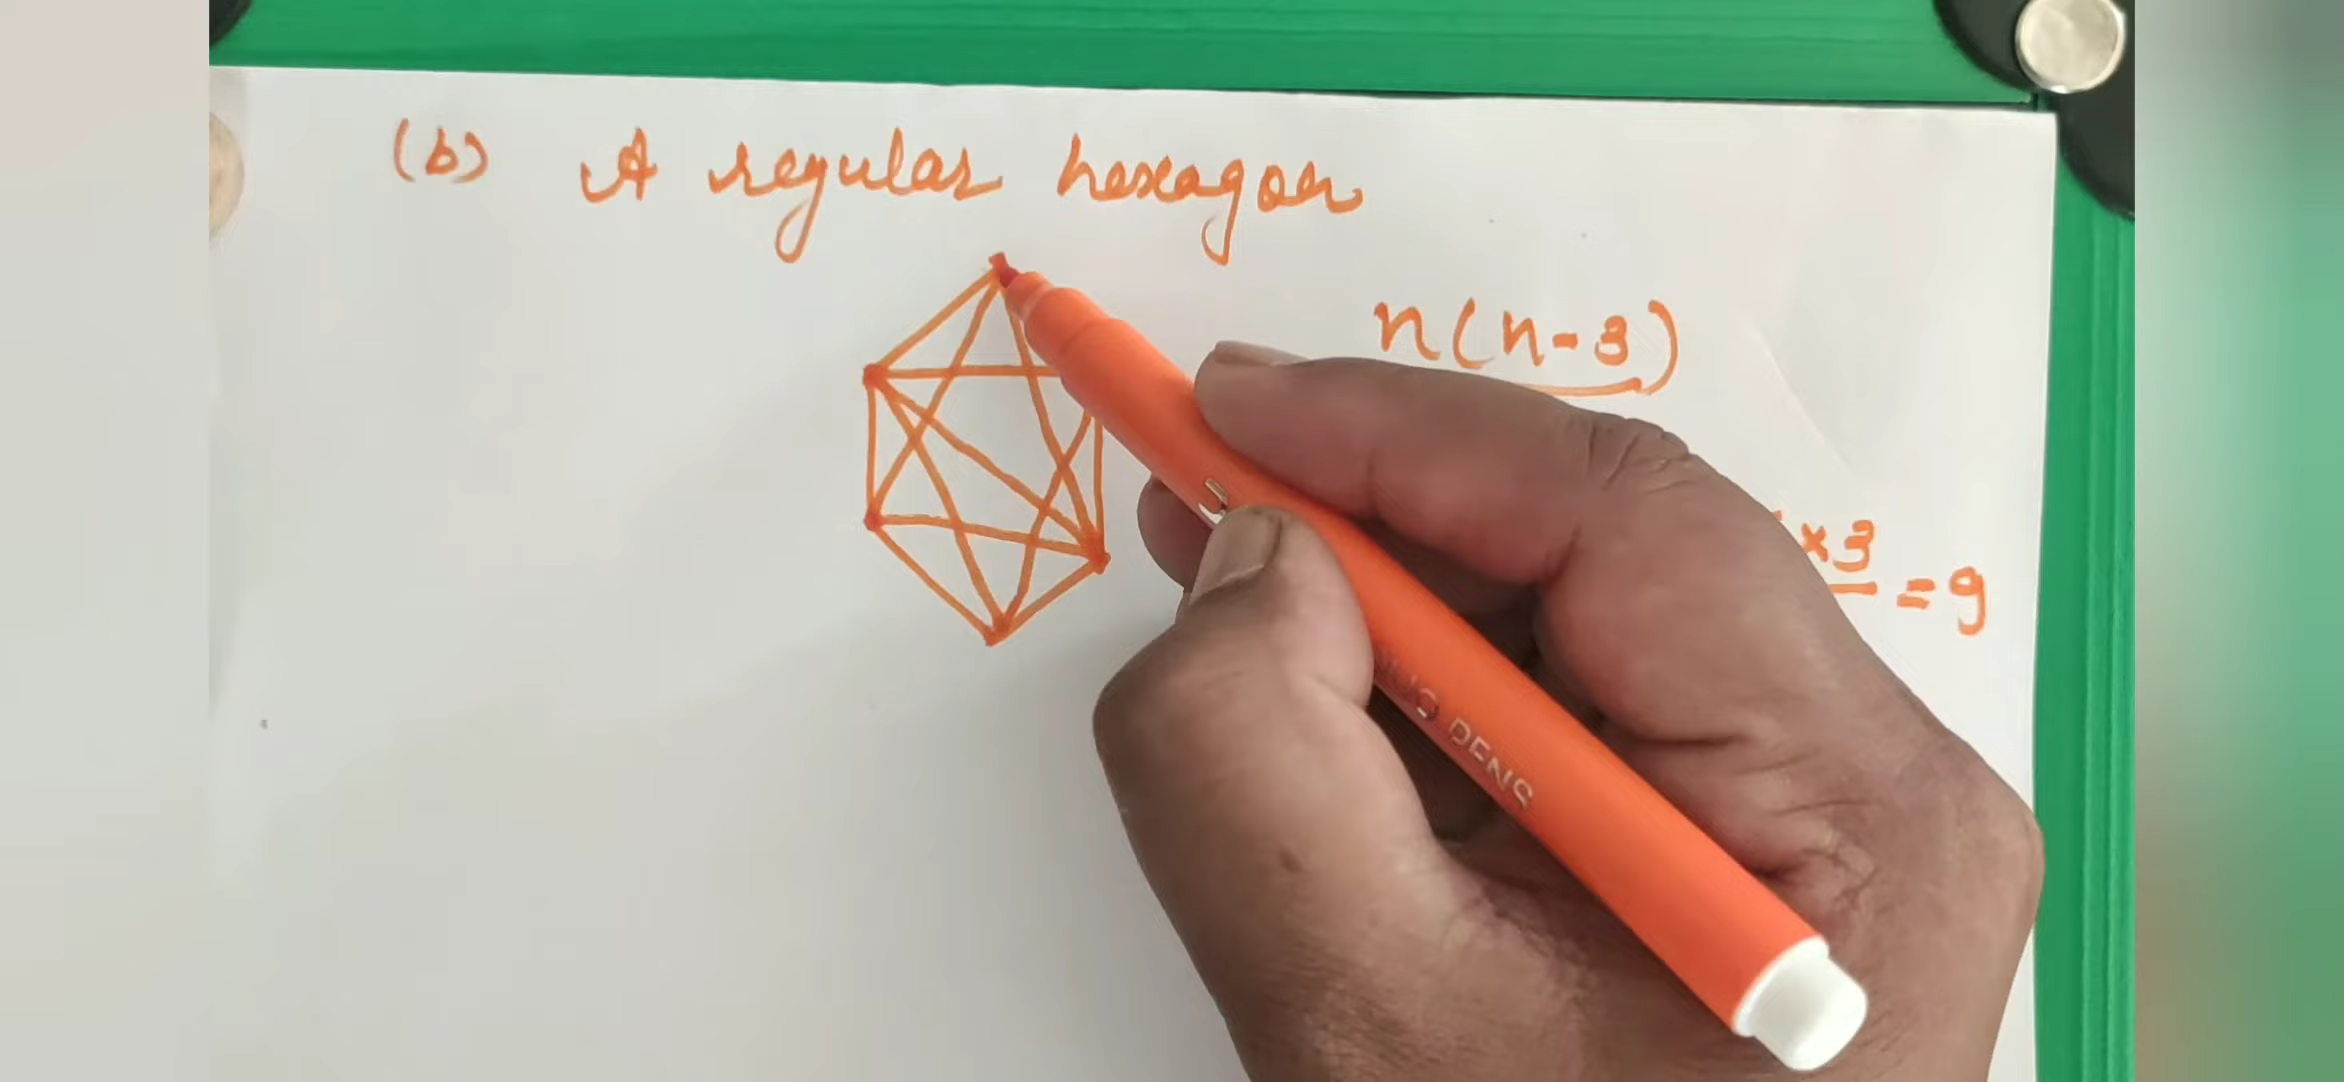 (b) A regular hexagon
n(n-3)
×3
= 9
PENS